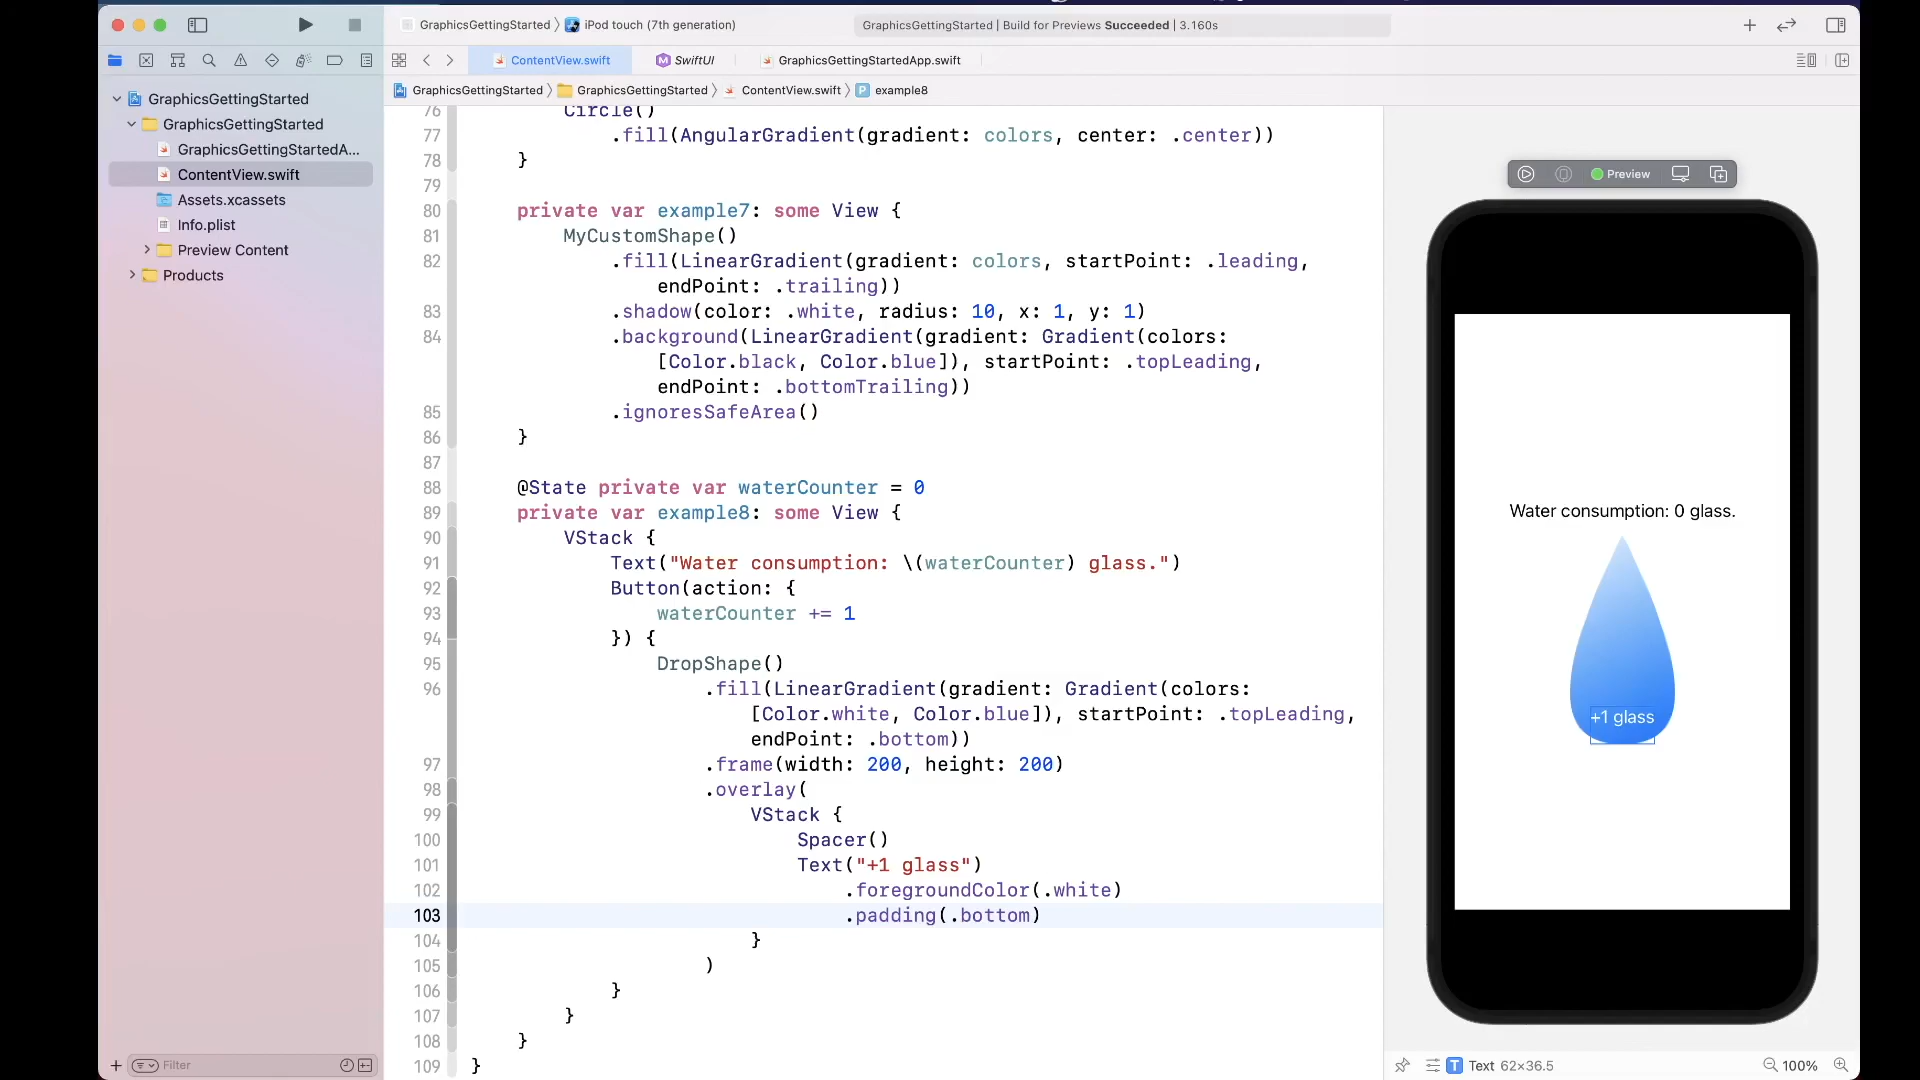 GraphicsGettingStarted
iPod touch (7th generation)
GraphicsGettingStarted | Build for Previews Succeeded | 3.160s
ContentView.swift
SwiftUI
GraphicsGettingStartedApp.swift
GraphicsGettingStarted
GraphicsGettingStarted
ContentView.swift
example8
GraphicsGettingStarted
GraphicsGettingStarted
GraphicsGettingStartedA...
ContentView.swift
Assets.xcassets
Info.plist
Preview Content
Products
Filter
76 Circle()
77 .fill(AngularGradient(gradient: colors, center: .center))
78 }
79
80 private var example7: some View {
81 MyCustomShape()
82 .fill(LinearGradient(gradient: colors, startPoint: .leading,
endPoint: .trailing))
83 .shadow(color: .white, radius: 10, x: 1, y: 1)
84 .background(LinearGradient(gradient: Gradient(colors:
[Color.black, Color.blue]), startPoint: .topLeading,
endPoint: .bottomTrailing))
85 .ignoresSafeArea()
86 }
87
88 @State private var waterCounter = 0
89 private var example8: some View {
90 VStack {
91 Text("Water consumption: \(waterCounter) glass.")
92 Button(action: {
93 waterCounter += 1
94 }) {
95 DropShape()
96 .fill(LinearGradient(gradient: Gradient(colors:
[Color.white, Color.blue]), startPoint: .topLeading,
endPoint: .bottom))
97 .frame(width: 200, height: 200)
98 .overlay(
99 VStack {
100 Spacer()
101 Text("+1 glass")
102 .foregroundColor(.white)
103 .padding(.bottom)
104 }
105 )
106 }
107 }
108 }
109 }
Preview
Water consumption: 0 glass.
+1 glass
T Text 62×36.5
100%